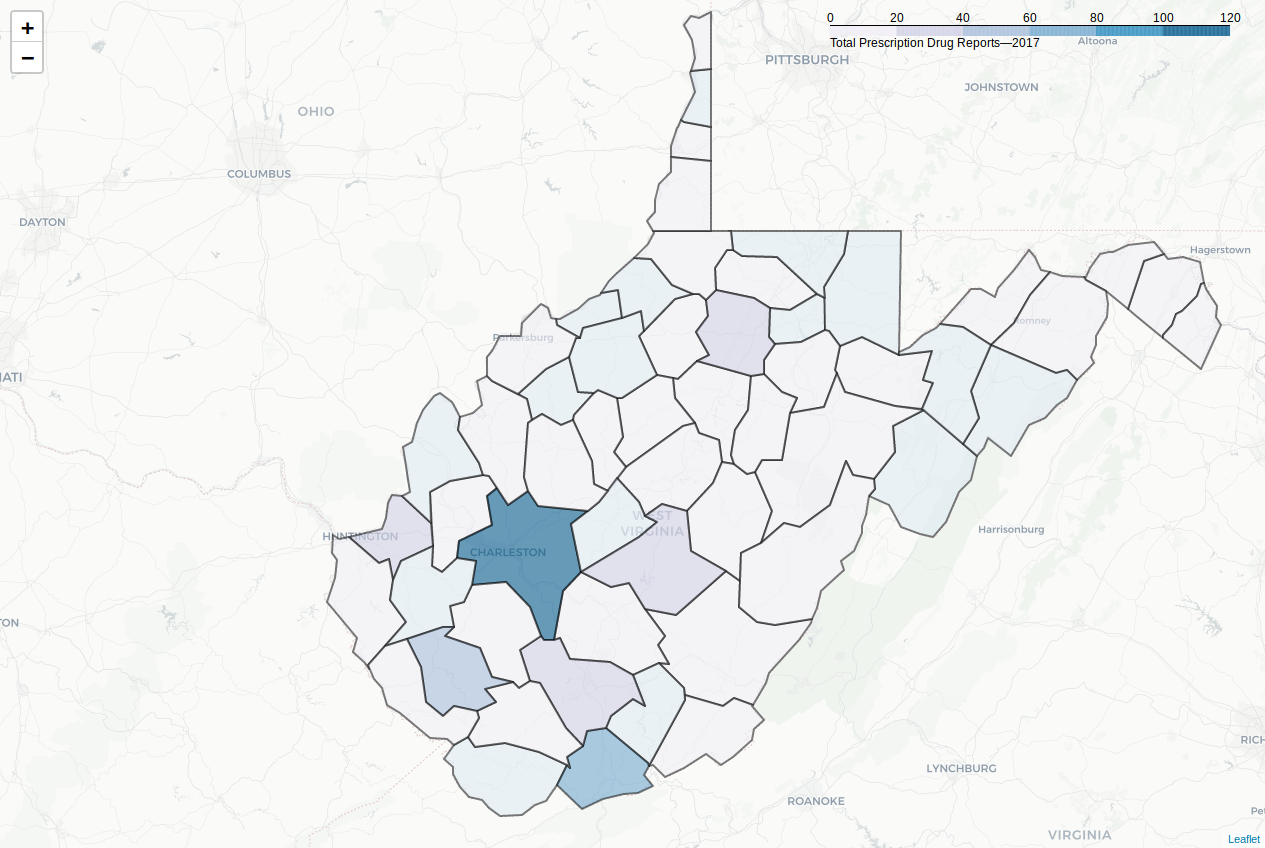 +
−
0 20 40 60 80 100 120
Total Prescription Drug Reports—2017
Altoona
PITTSBURGH
JOHNSTOWN
OHIO
COLUMBUS
DAYTON
Hagerstown
Romney
Parkersburg
IATI
WEST
VIRGINIA
Harrisonburg
HUNTINGTON
CHARLESTON
TON
RICH
LYNCHBURG
ROANOKE
Pet
VIRGINIA
Leaflet